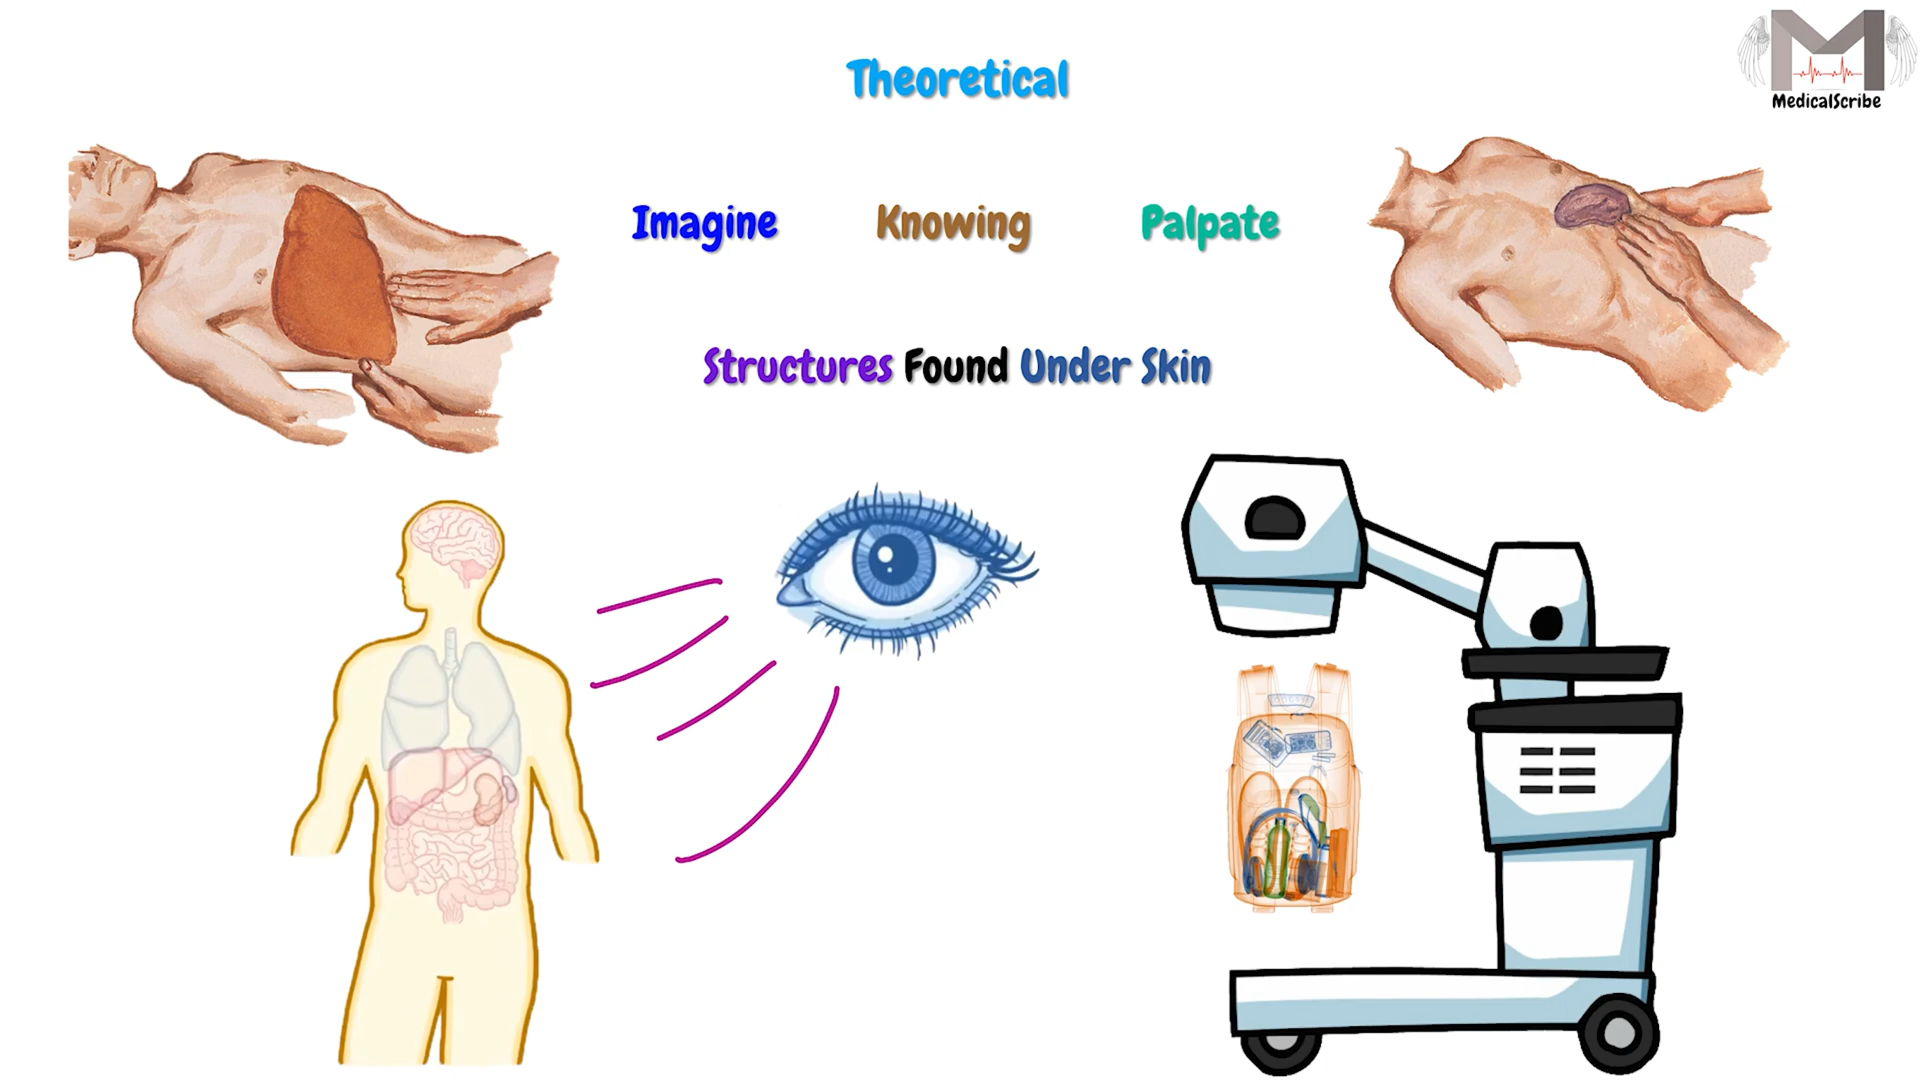 Theoretical
MedicalScribe
Imagine Knowing Palpate
Structures Found Under Skin